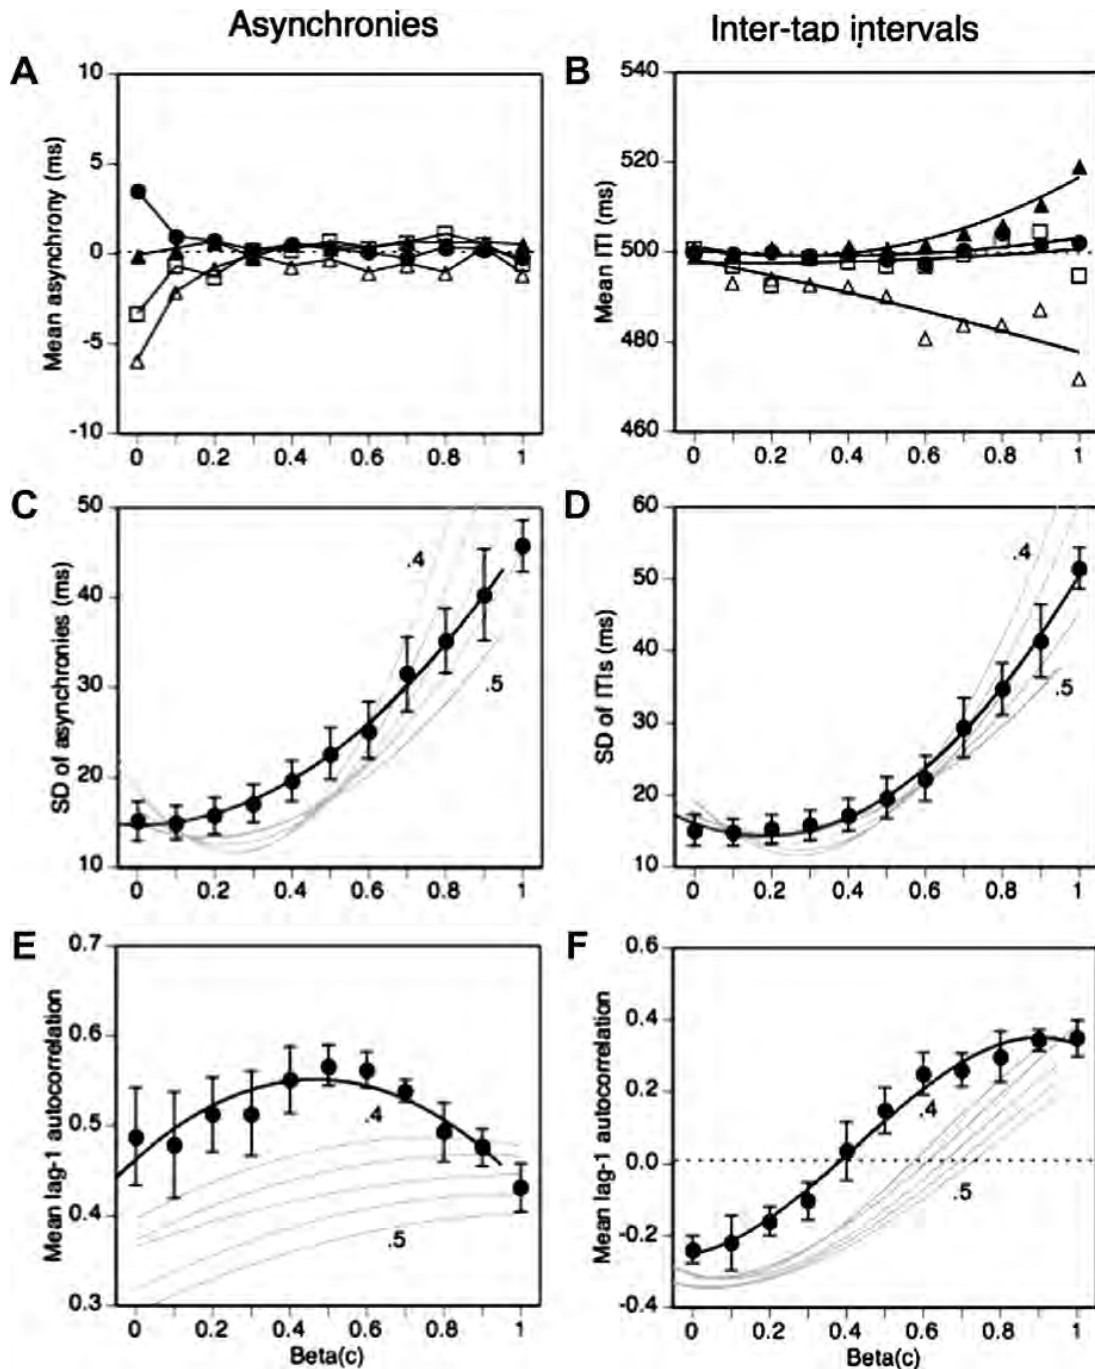 Asynchronies
Inter-tap intervals
A
Mean asynchrony (ms)
10
5
0
-5
-10
0 0.2 0.4 0.6 0.8 1
B
Mean ITI (ms)
540
520
500
480
460
0 0.2 0.4 0.6 0.8 1
C
SD of asynchronies (ms)
50
40
30
20
10
.4
.5
0 0.2 0.4 0.6 0.8 1
D
SD of ITIs (ms)
60
50
40
30
20
10
.4
.5
0 0.2 0.4 0.6 0.8 1
E
Mean lag-1 autocorrelation
0.7
0.6
0.5
0.4
0.3
.4
.5
0 0.2 0.4 0.6 0.8 1
Beta(c)
F
Mean lag-1 autocorrelation
0.6
0.4
0.2
0.0
-0.2
-0.4
.4
.5
0 0.2 0.4 0.6 0.8 1
Beta(c)